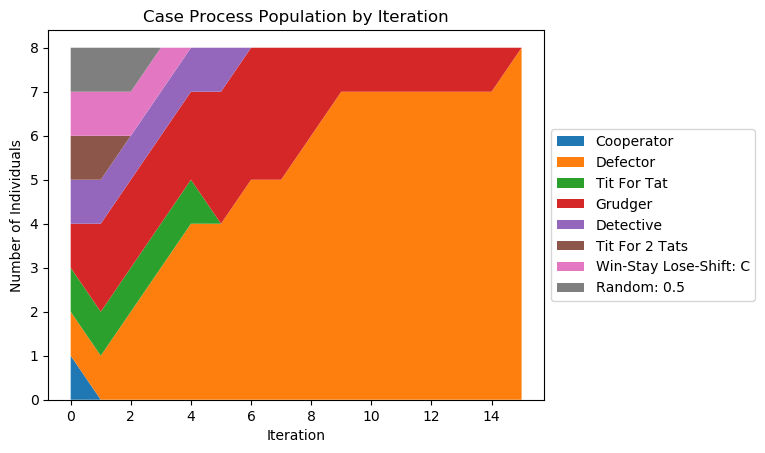 Case Process Population by Iteration
Number of Individuals
8
7
6
5
4
3
2
1
0
0 2 4 6 8 10 12 14
Iteration
Cooperator
Defector
Tit For Tat
Grudger
Detective
Tit For 2 Tats
Win-Stay Lose-Shift: C
Random: 0.5